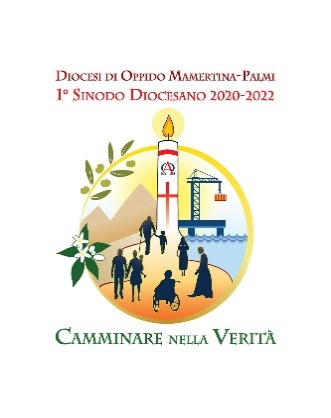 Diocesi di Oppido Mamertina-Palmi
1° Sinodo Diocesano 2020-2022
Α Ω
Camminare nella Verità